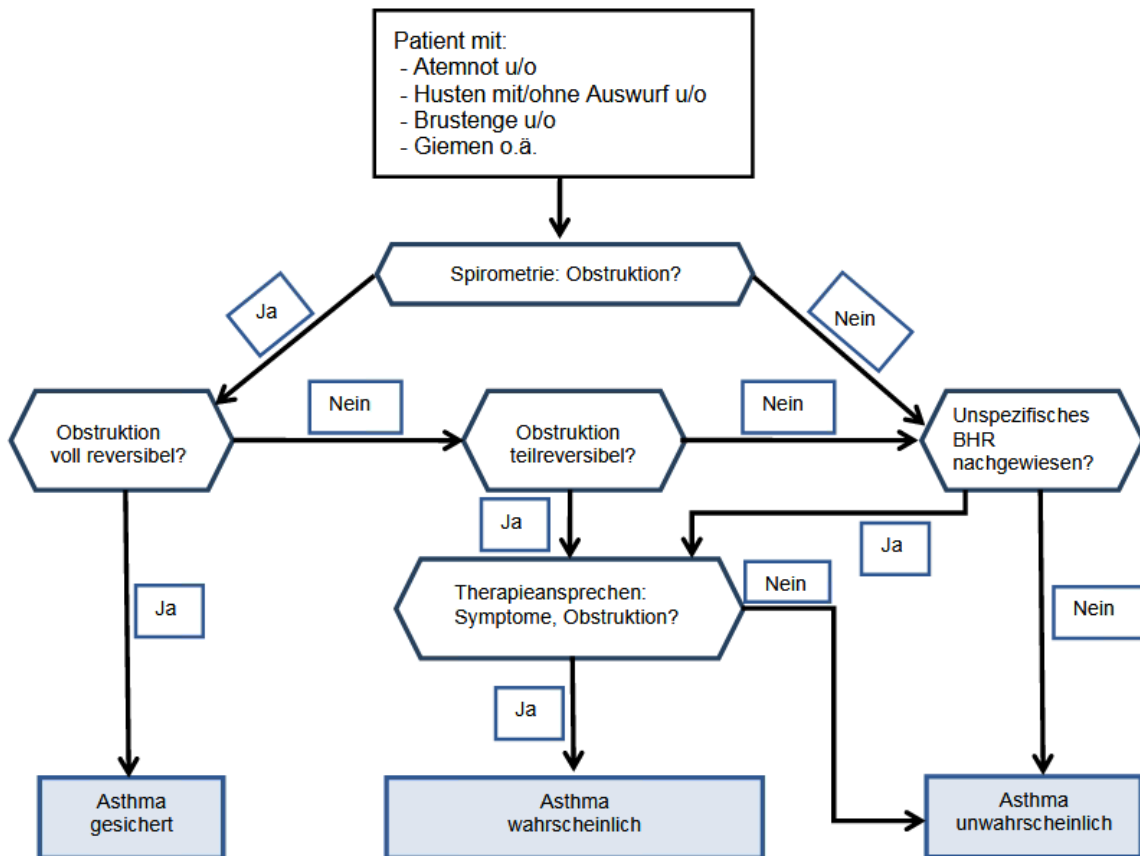 Patient mit:
- Atemnot u/o
- Husten mit/ohne Auswurf u/o
- Brustenge u/o
- Giemen o.ä.
Spirometrie: Obstruktion?
Ja
Nein
Obstruktion
voll reversibel?
Nein
Obstruktion
teilreversibel?
Nein
Unspezifisches
BHR
nachgewiesen?
Ja
Ja
Therapieansprechen:
Symptome, Obstruktion?
Nein
Ja
Nein
Ja
Asthma
gesichert
Asthma
wahrscheinlich
Asthma
unwahrscheinlich